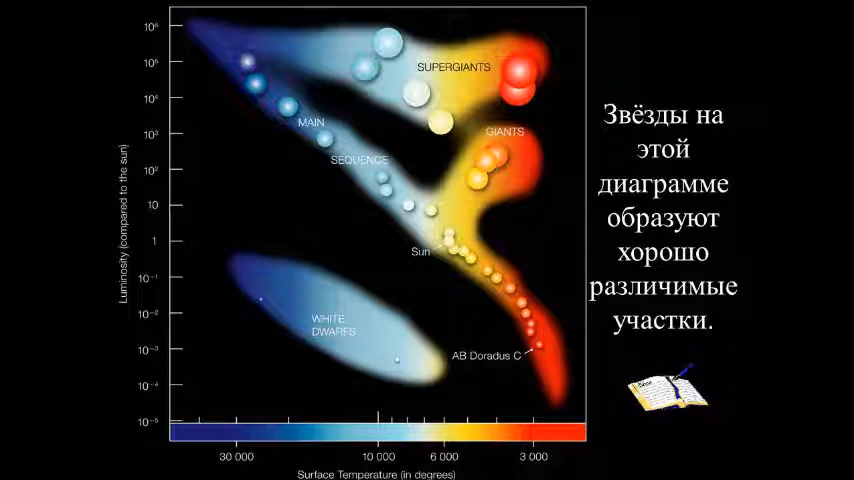 10⁶
10⁵
10⁴
10³
10²
10
1
10⁻¹
10⁻²
10⁻³
10⁻⁴
10⁻⁵
Luminosity (compared to the sun)
SUPERGIANTS
MAIN
GIANTS
SEQUENCE
Sun
WHITE
DWARFS
AB Doradus C
30 000
10 000
6 000
3 000
Surface Temperature (in degrees)
Звёзды на
этой
диаграмме
образуют
хорошо
различимые
участки.